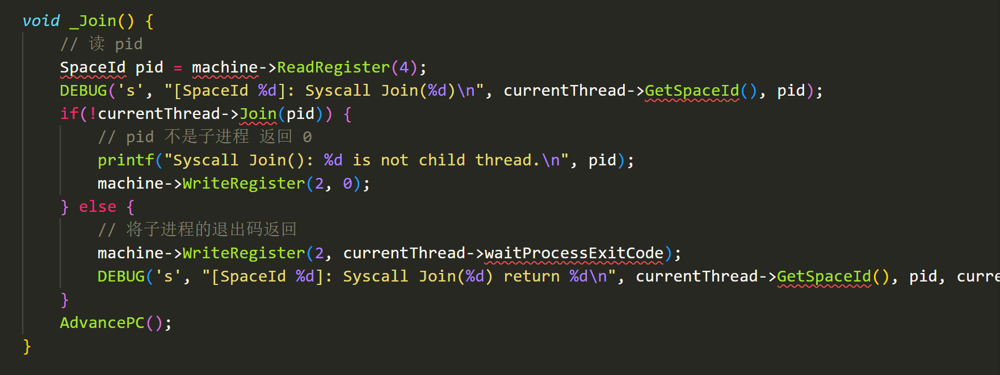 void _Join() {
// 读 pid
SpaceId pid = machine->ReadRegister(4);
DEBUG('s', "[SpaceId %d]: Syscall Join(%d)\n", currentThread->GetSpaceId(), pid);
if(!currentThread->Join(pid)) {
// pid 不是子进程 返回 0
printf("Syscall Join(): %d is not child thread.\n", pid);
machine->WriteRegister(2, 0);
} else {
// 将子进程的退出码返回
machine->WriteRegister(2, currentThread->waitProcessExitCode);
DEBUG('s', "[SpaceId %d]: Syscall Join(%d) return %d\n", currentThread->GetSpaceId(), pid, curre
}
AdvancePC();
}